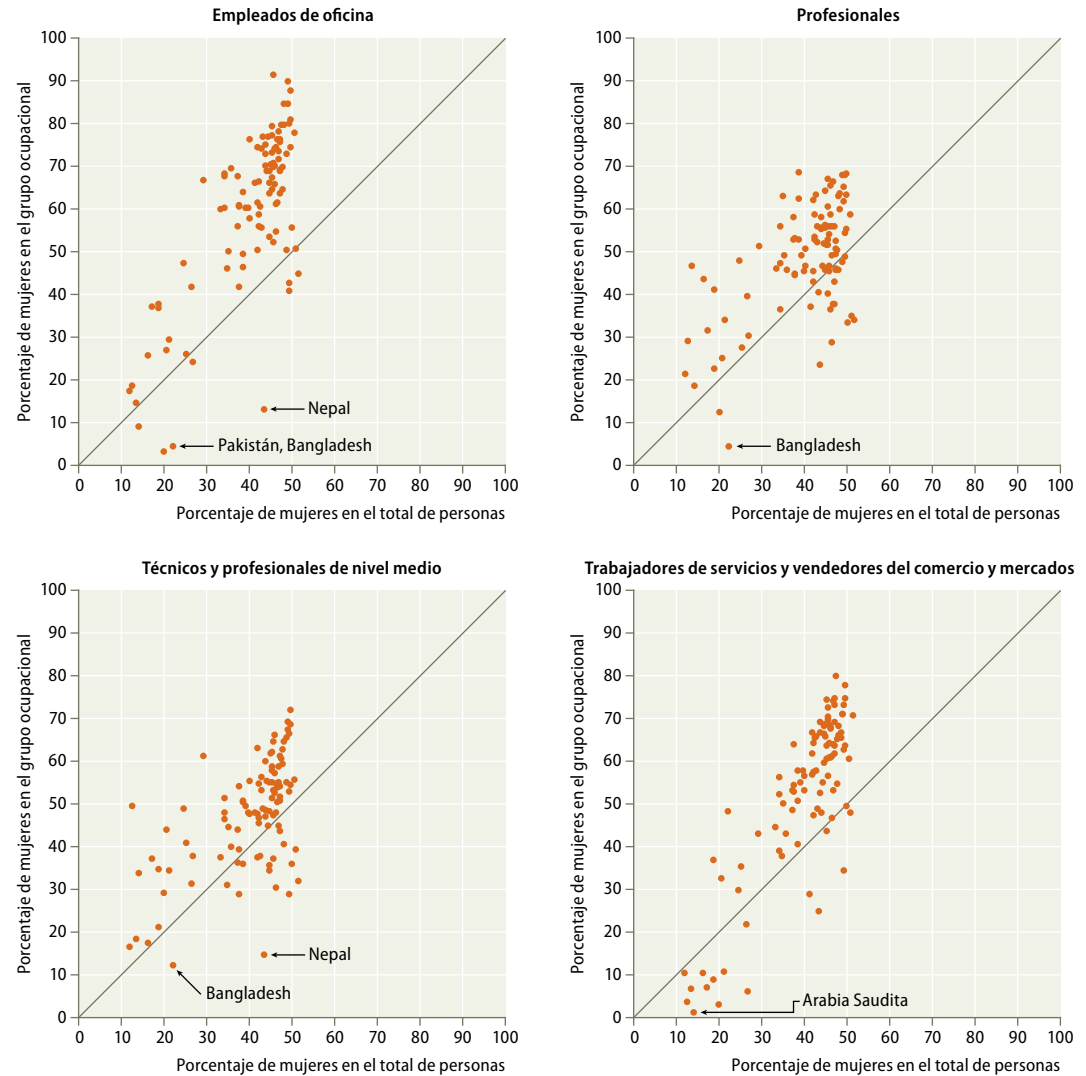 Empleados de oficina
Porcentaje de mujeres en el grupo ocupacional
100
90
80
70
60
50
40
30
20
10
0
Nepal
Pakistán, Bangladesh
0 10 20 30 40 50 60 70 80 90 100
Porcentaje de mujeres en el total de personas
Profesionales
Porcentaje de mujeres en el grupo ocupacional
100
90
80
70
60
50
40
30
20
10
0
Bangladesh
0 10 20 30 40 50 60 70 80 90 100
Porcentaje de mujeres en el total de personas
Técnicos y profesionales de nivel medio
Porcentaje de mujeres en el grupo ocupacional
100
90
80
70
60
50
40
30
20
10
0
Nepal
Bangladesh
0 10 20 30 40 50 60 70 80 90 100
Porcentaje de mujeres en el total de personas
Trabajadores de servicios y vendedores del comercio y mercados
Porcentaje de mujeres en el grupo ocupacional
100
90
80
70
60
50
40
30
20
10
0
Arabia Saudita
0 10 20 30 40 50 60 70 80 90 100
Porcentaje de mujeres en el total de personas